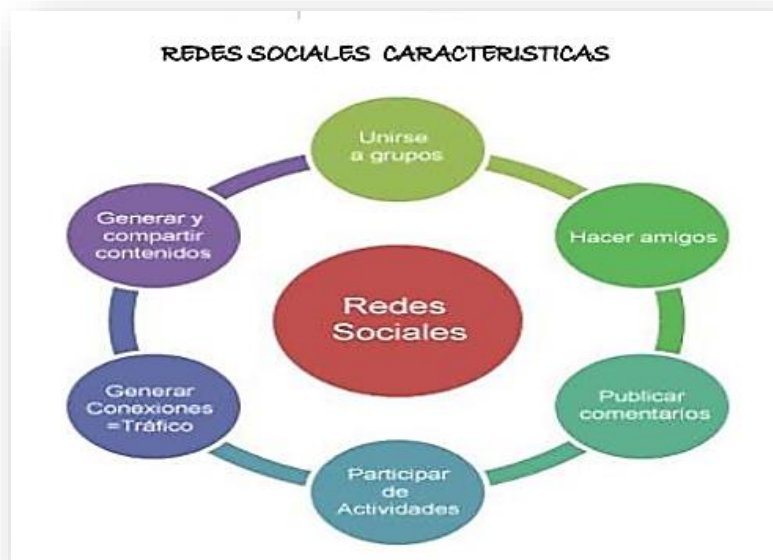 REDES SOCIALES CARACTERISTICAS
Unirse
a grupos
Hacer amigos
Publicar
comentarios
Participar
de
Actividades
Generar
Conexiones
=Tráfico
Generar y
compartir
contenidos
Redes
Sociales